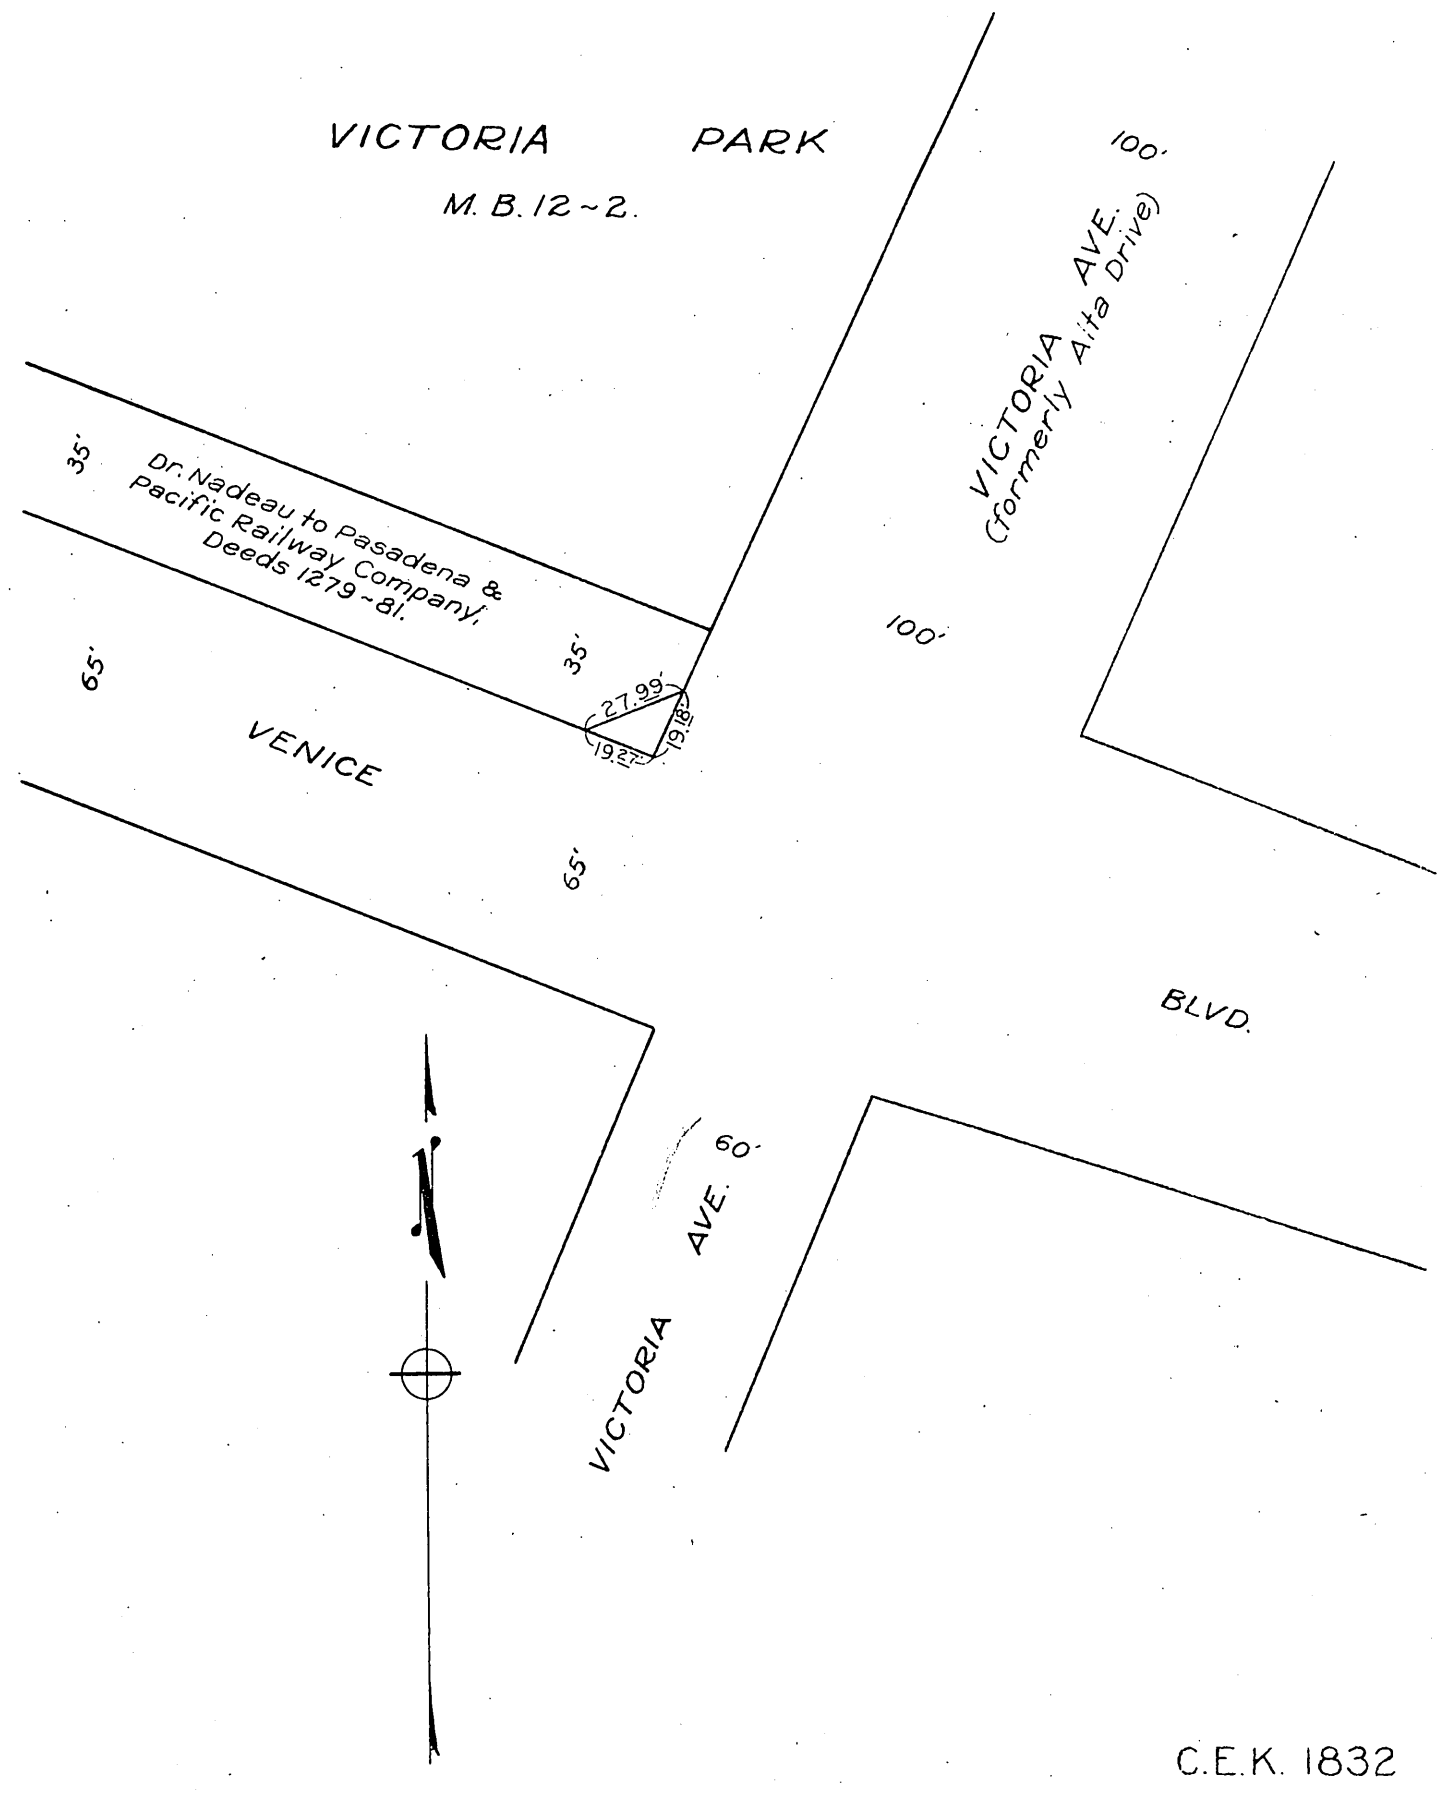 VICTORIA PARK
M. B. 12~2.
100'
VICTORIA AVE.
(formerly Aita Drive)
35'
Dr. Nadeau to Pasadena &
Pacific Railway Company,
Deeds 1279~81.
35'
100'
65'
27.99'
19.18'
19.27'
VENICE
65'
BLVD.
60'
VICTORIA AVE.
N
C.E.K. 1832